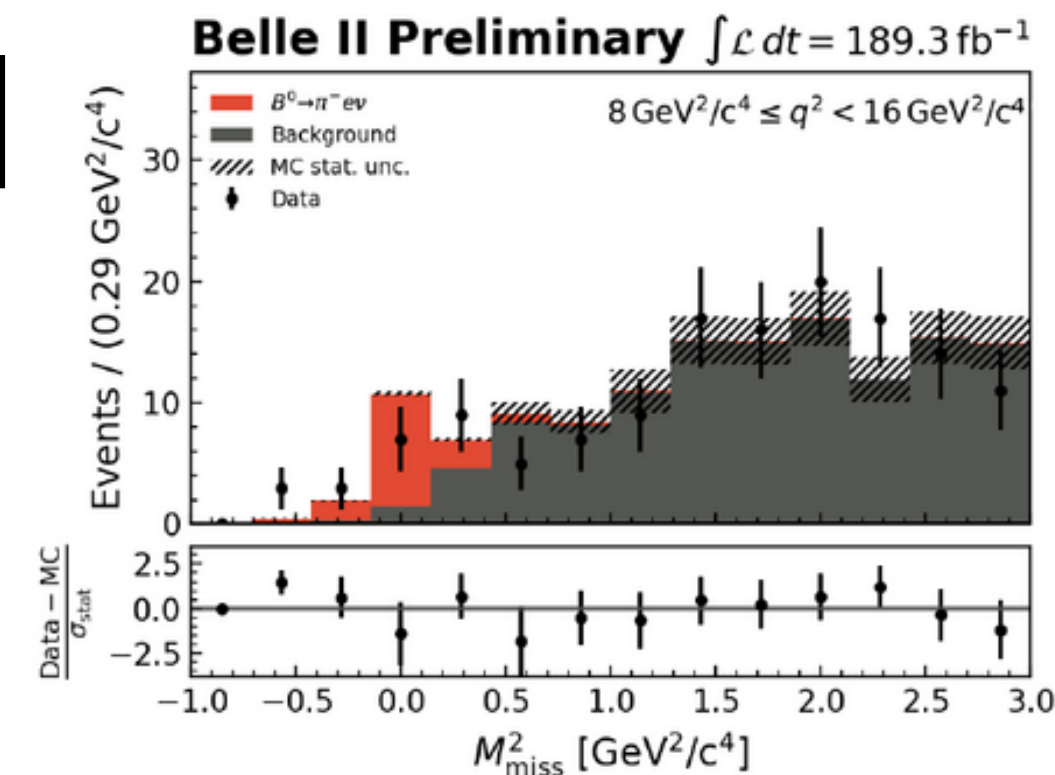 Belle II Preliminary ∫ℒ dt = 189.3 fb⁻¹
B⁰→π⁻eν
Background
MC stat. unc.
Data
8 GeV²/c⁴ ≤ q² < 16 GeV²/c⁴
Events / (0.29 GeV²/c⁴)
30
20
10
0
Data − MC
σ_stat
2.5
0.0
−2.5
−1.0 −0.5 0.0 0.5 1.0 1.5 2.0 2.5 3.0
M²_miss [GeV²/c⁴]